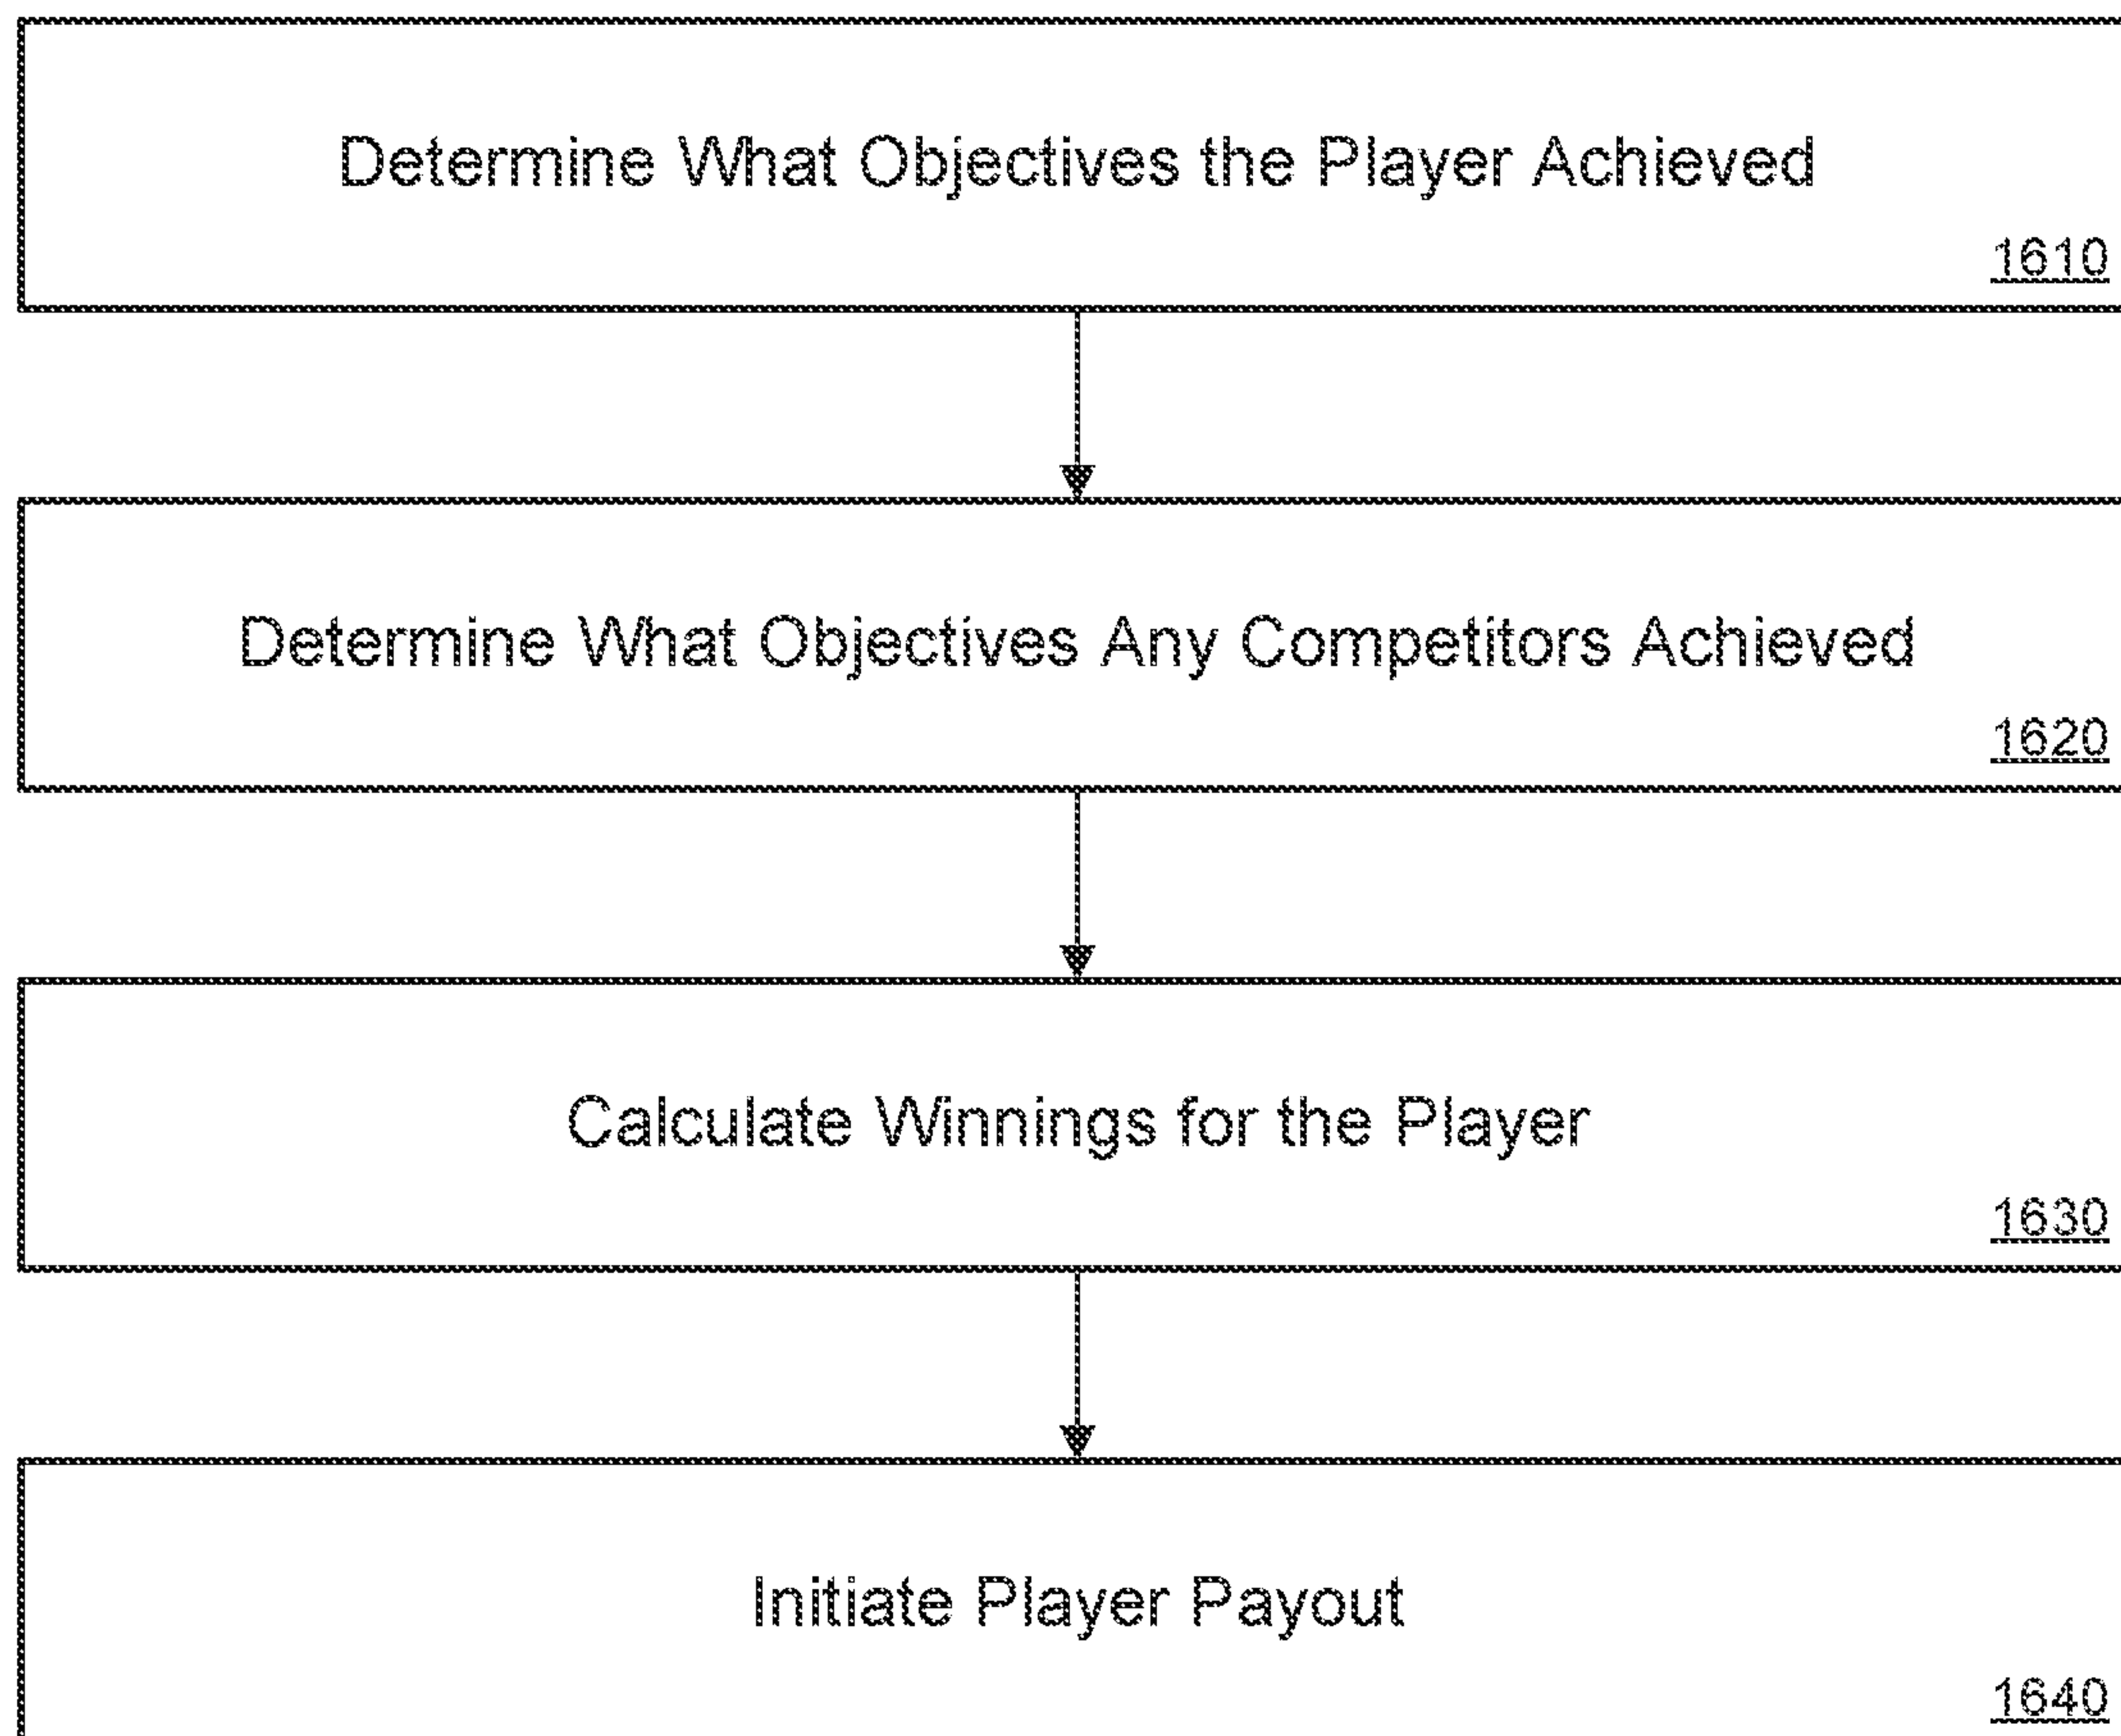 Determine What Objectives the Player Achieved
1610
Determine What Objectives Any Competitors Achieved
1620
Calculate Winnings for the Player
1630
Initiate Player Payout
1640